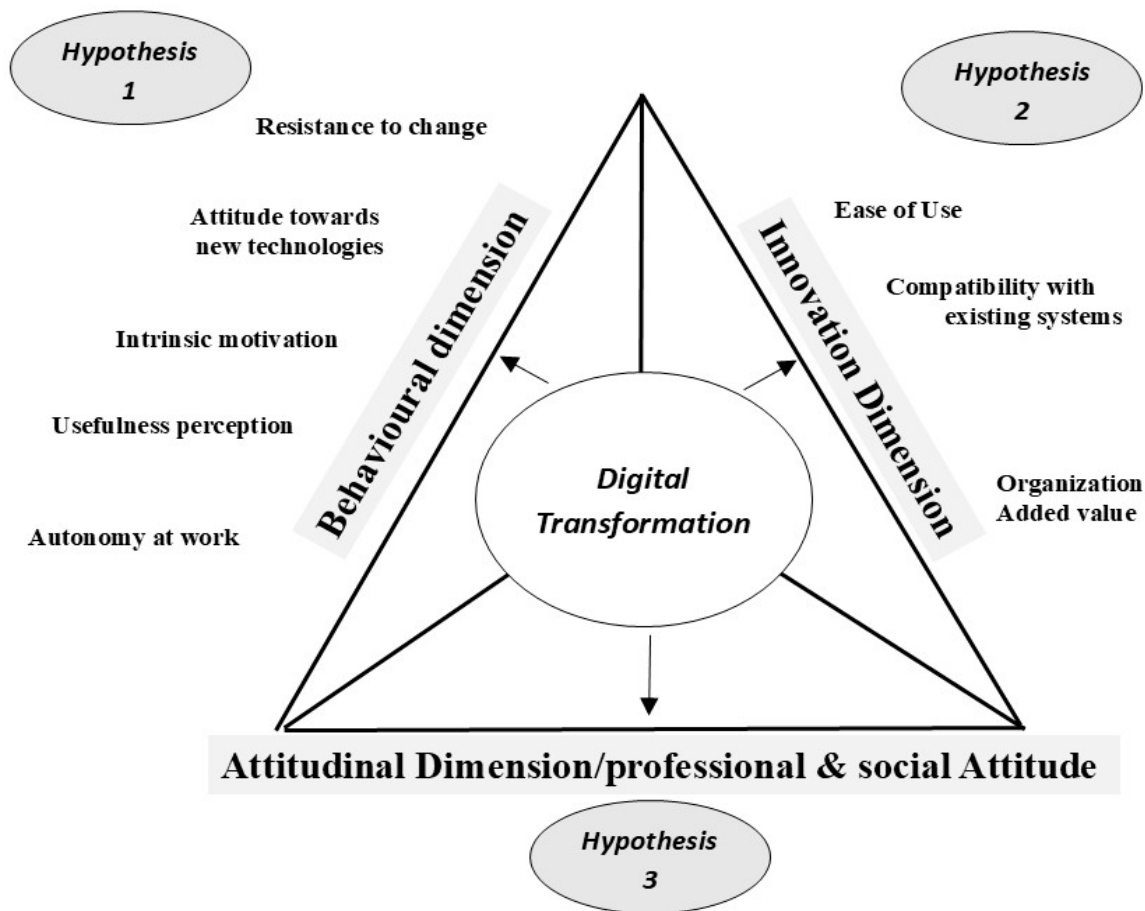 Hypothesis
1
Hypothesis
2
Resistance to change
Attitude towards
new technologies
Intrinsic motivation
Usefulness perception
Autonomy at work
Behavioural dimension
Ease of Use
Compatibility with
existing systems
Organization
Added value
Innovation Dimension
Digital
Transformation
Attitudinal Dimension/professional & social Attitude
Hypothesis
3